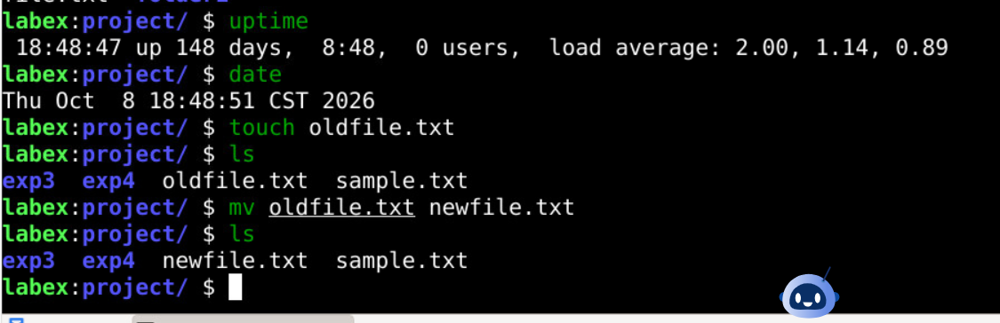 labex:project/ $ uptime
 18:48:47 up 148 days,  8:48,  0 users,  load average: 2.00, 1.14, 0.89
labex:project/ $ date
Thu Oct  8 18:48:51 CST 2026
labex:project/ $ touch oldfile.txt
labex:project/ $ ls
exp3  exp4  oldfile.txt  sample.txt
labex:project/ $ mv oldfile.txt newfile.txt
labex:project/ $ ls
exp3  exp4  newfile.txt  sample.txt
labex:project/ $